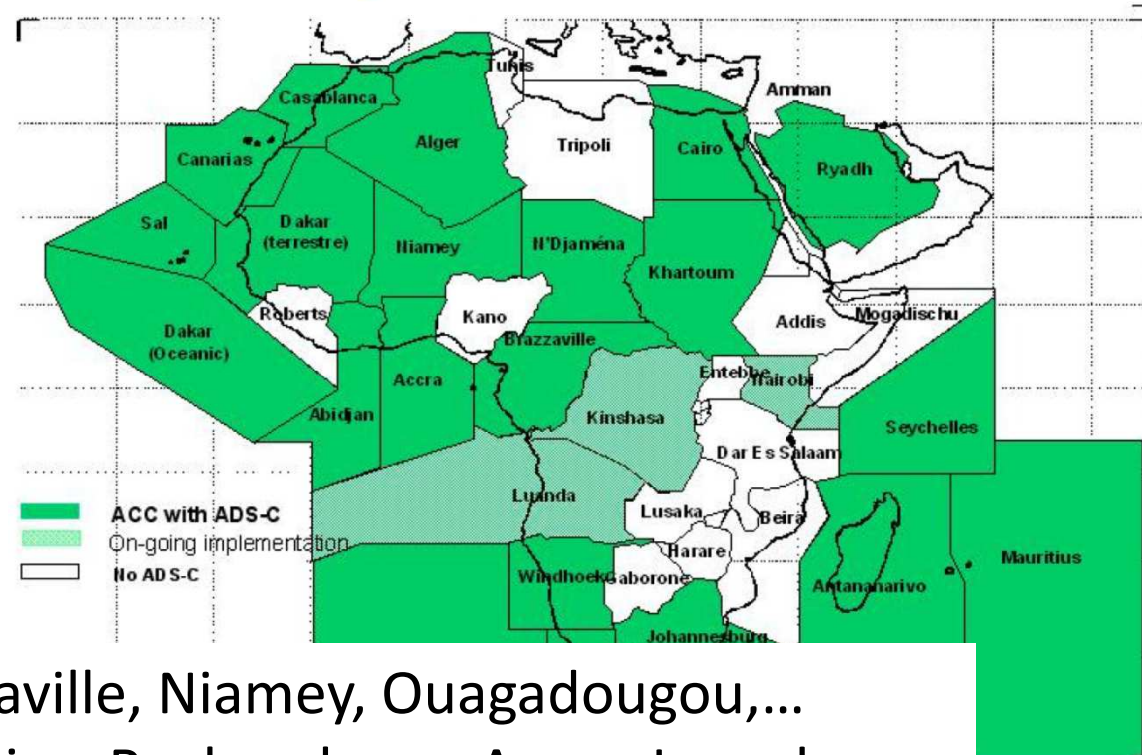 Tunis
Amman
Casablanca
Alger
Tripoli
Cairo
Canarias
Ryadh
Sal
Dakar
(terrestre)
Niamey
N'Djaména
Khartoum
Roberts
Kano
Addis
Mogadischu
Dakar
(Oceanic)
Brazzaville
Accra
Entebbe
Nairobi
Abidjan
Kinshasa
Seychelles
Dar Es Salaam
Luanda
Lusaka
Beira
ACC with ADS-C
On-going implementation
No ADS-C
Harare
Mauritius
Windhoek
Gaborone
Antananarivo
Johannesburg
aville, Niamey, Ouagadougou,...